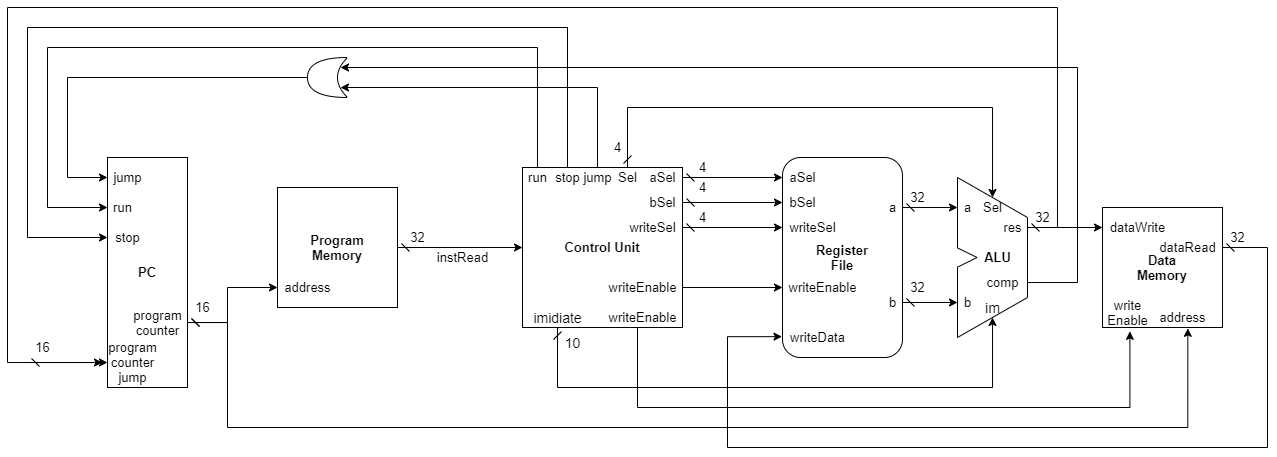 4
run stop jump Sel aSel
4
4
bSel
4
writeSel
Control Unit
writeEnable
imidiate
writeEnable
10
jump
run
stop
PC
program
counter
16
16
program
counter
jump
Program
Memory
address
32
instRead
aSel
bSel
writeSel
a
32
Register
File
writeEnable
b
32
writeData
a
Sel
res
32
ALU
comp
b
im
dataWrite
dataRead
32
Data
Memory
write
Enable
address